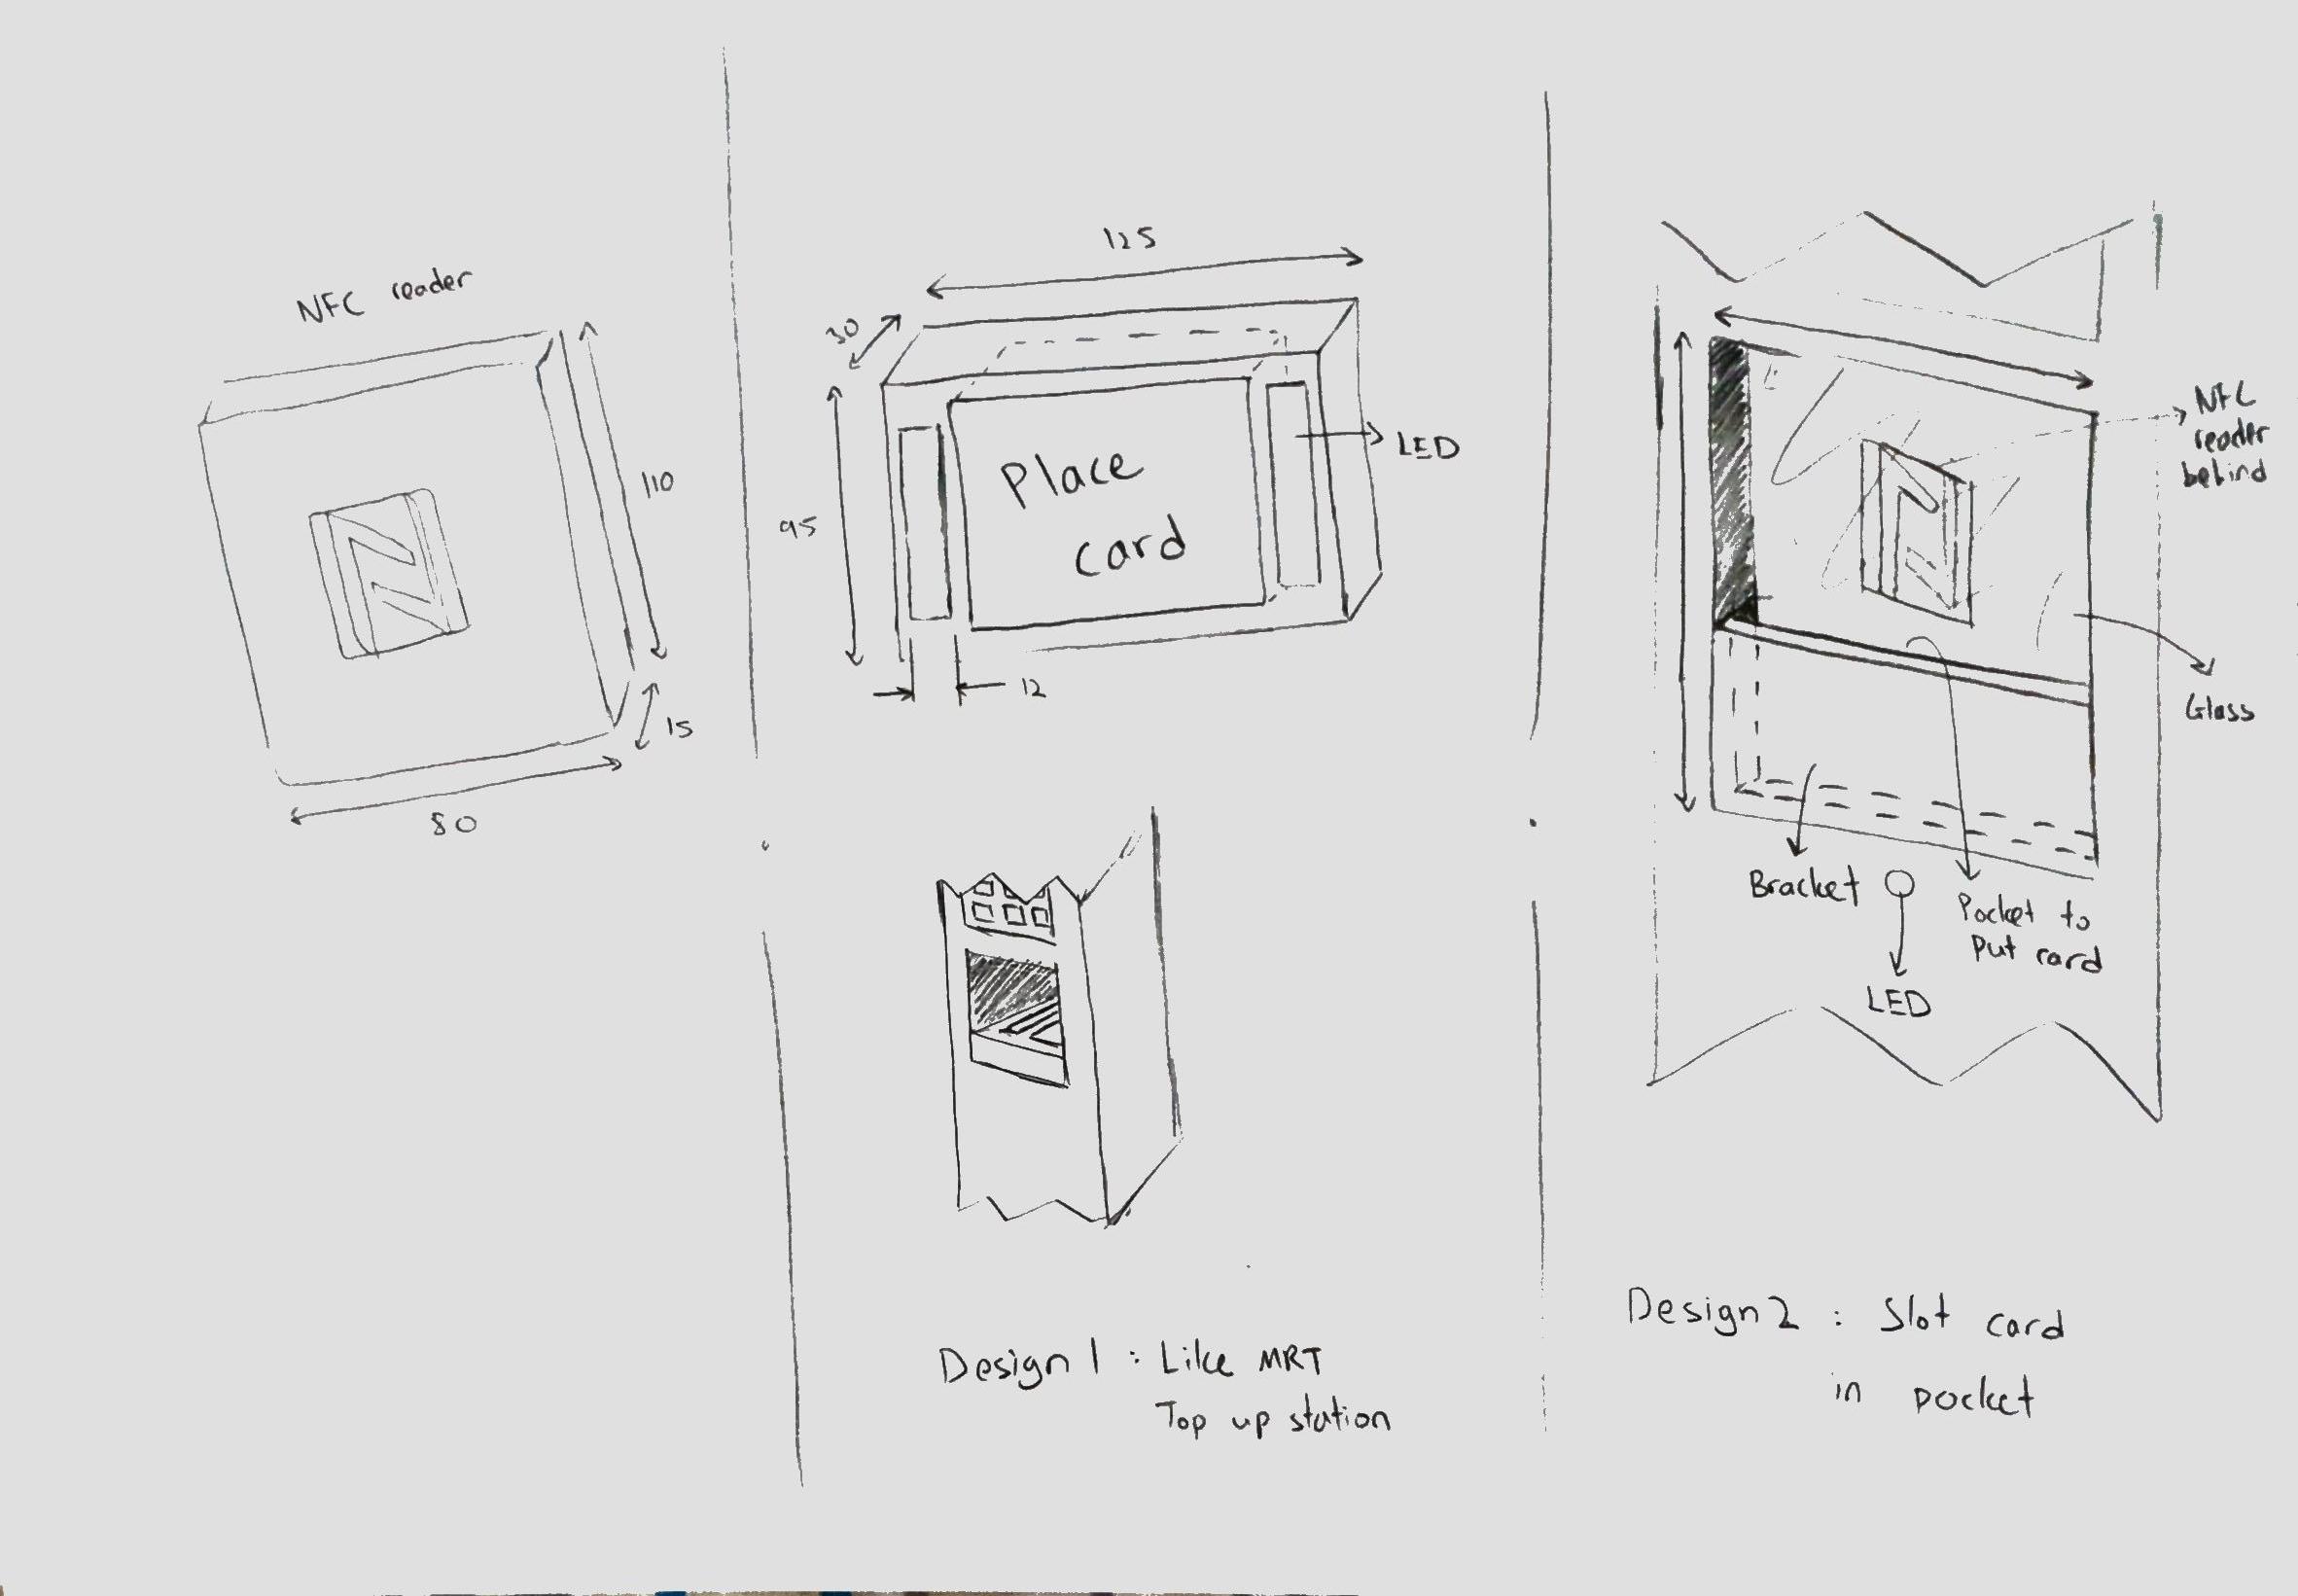 NFC reader
110
15
80
125
30
95
Place
card
LED
12
Design 1 : Like MRT
Top up station
NFC
reader
behind
Glass
Bracket
Pocket to
Put card
LED
Design 2 : Slot card
in pocket